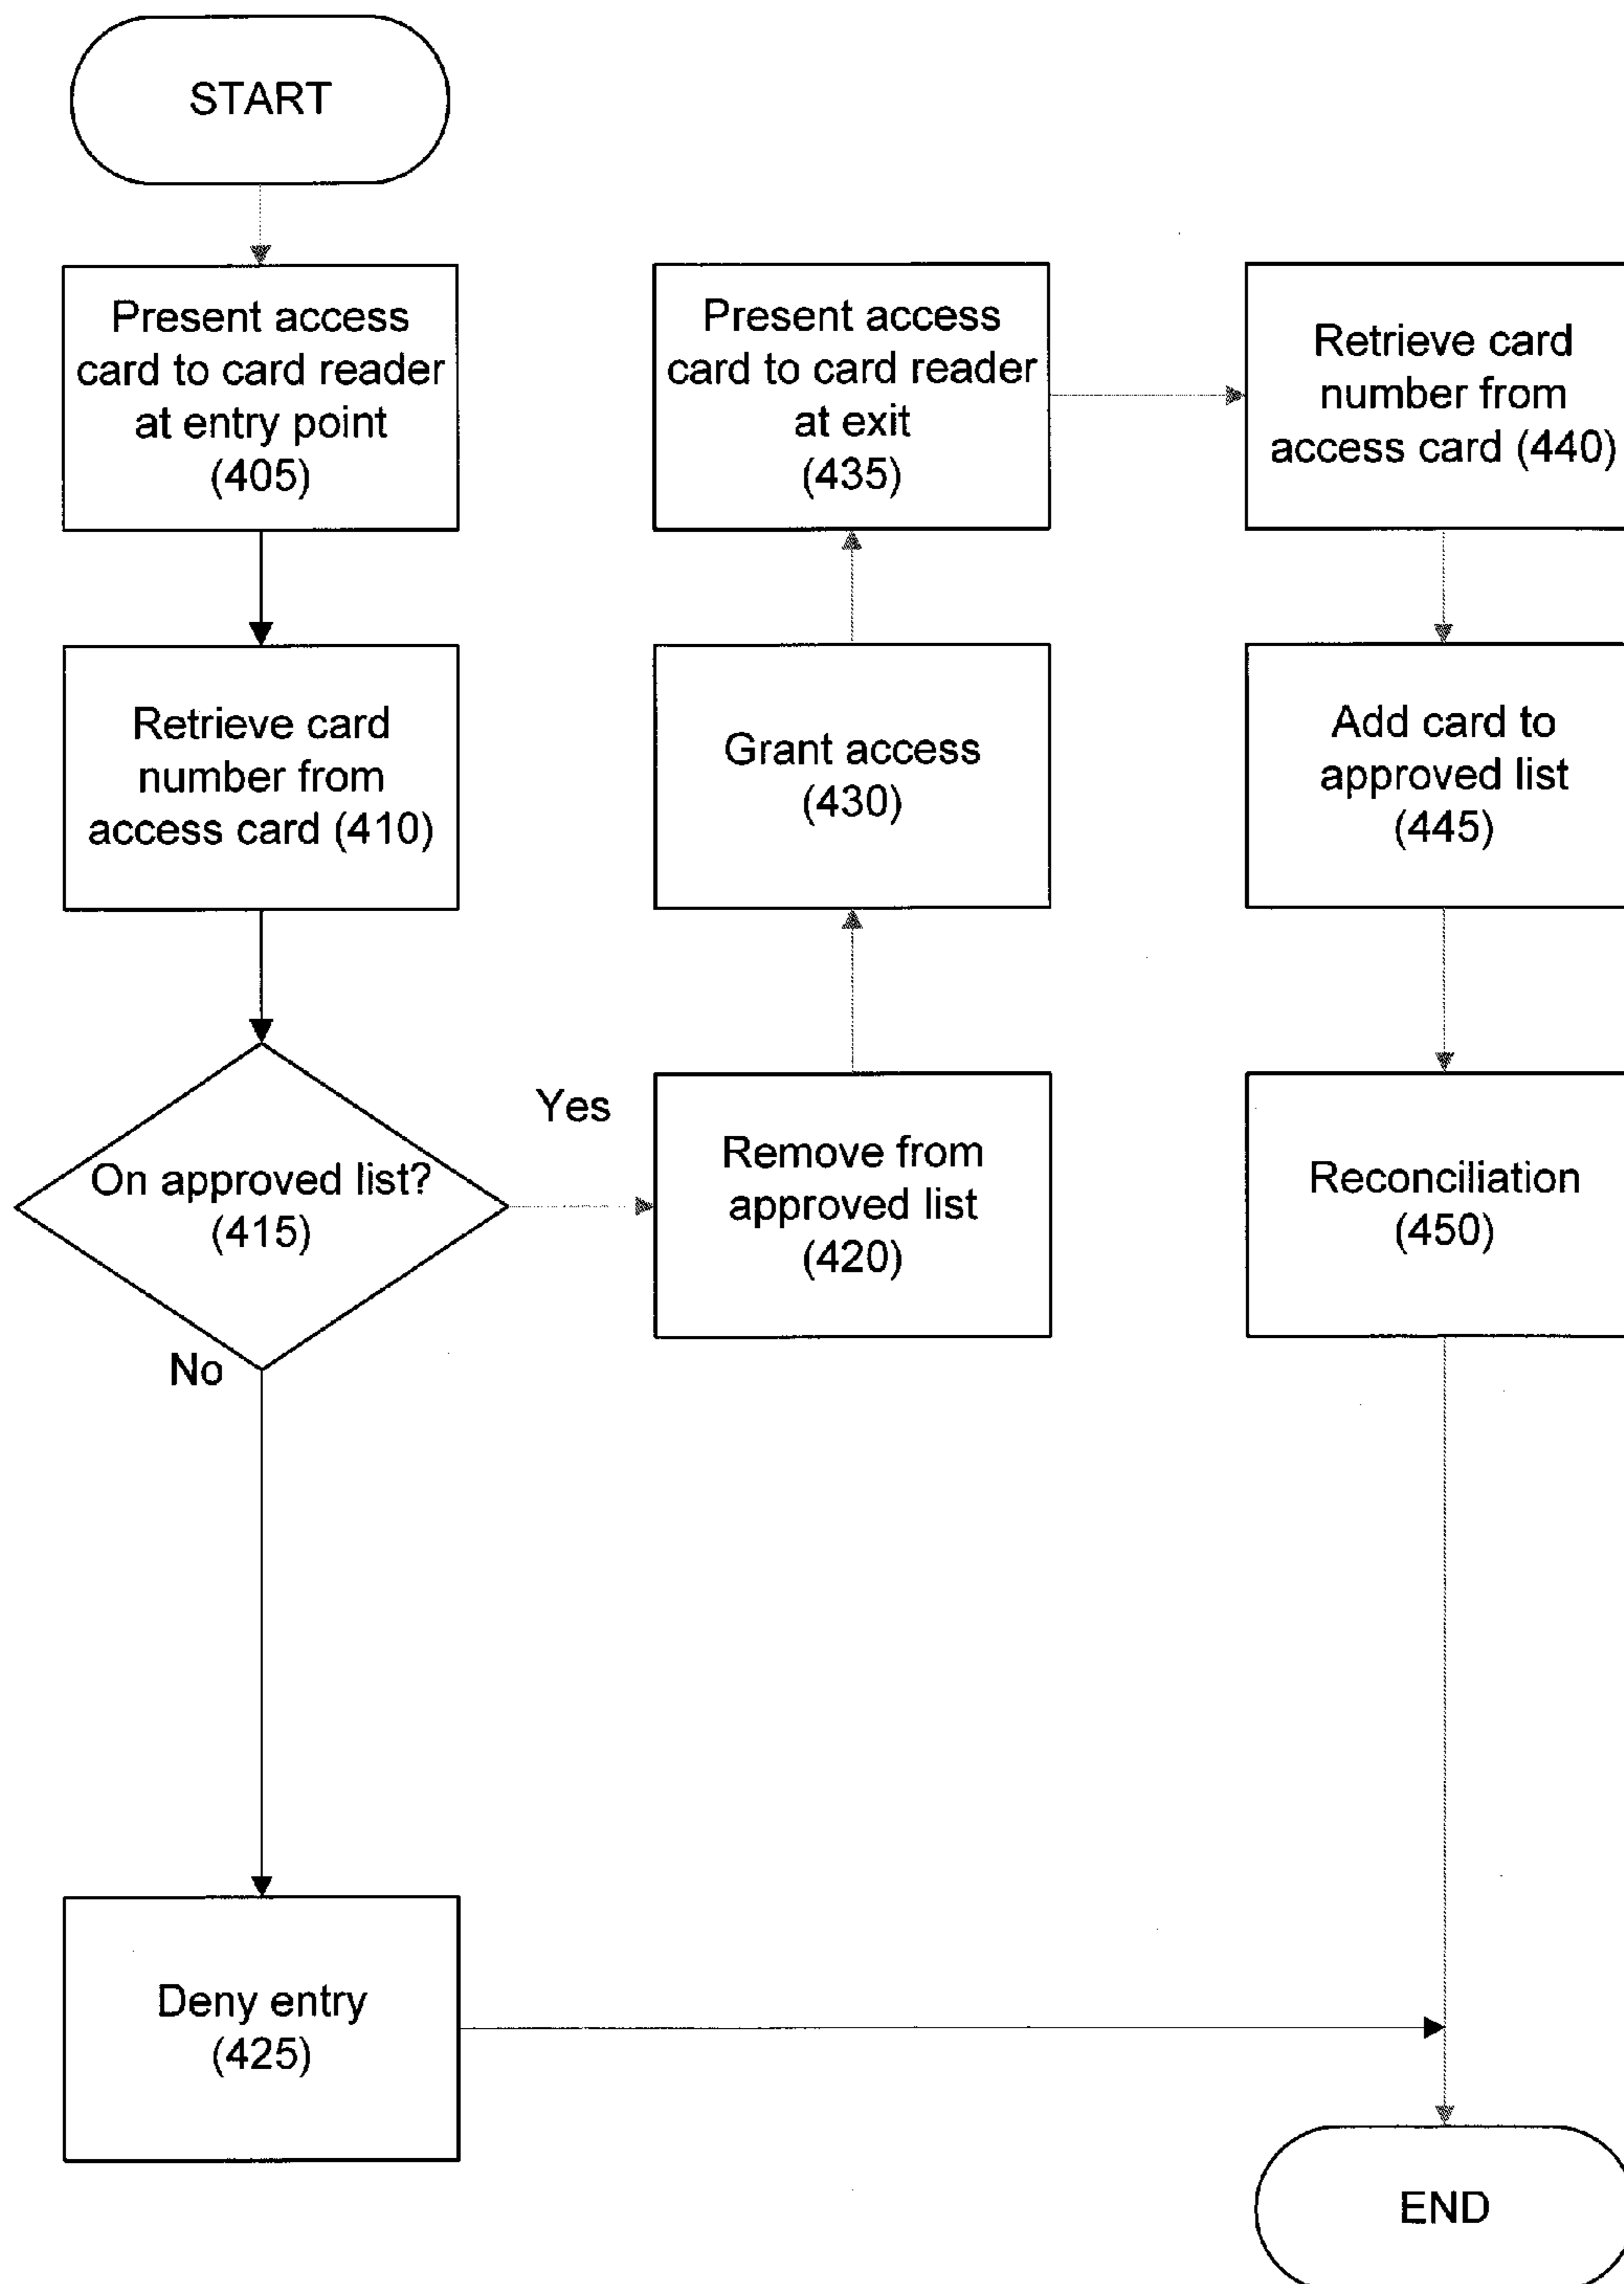 START
Present access
card to card reader
at entry point
(405)
Retrieve card
number from
access card (410)
On approved list?
(415)
Yes
No
Remove from
approved list
(420)
Grant access
(430)
Present access
card to card reader
at exit
(435)
Retrieve card
number from
access card (440)
Add card to
approved list
(445)
Reconciliation
(450)
Deny entry
(425)
END